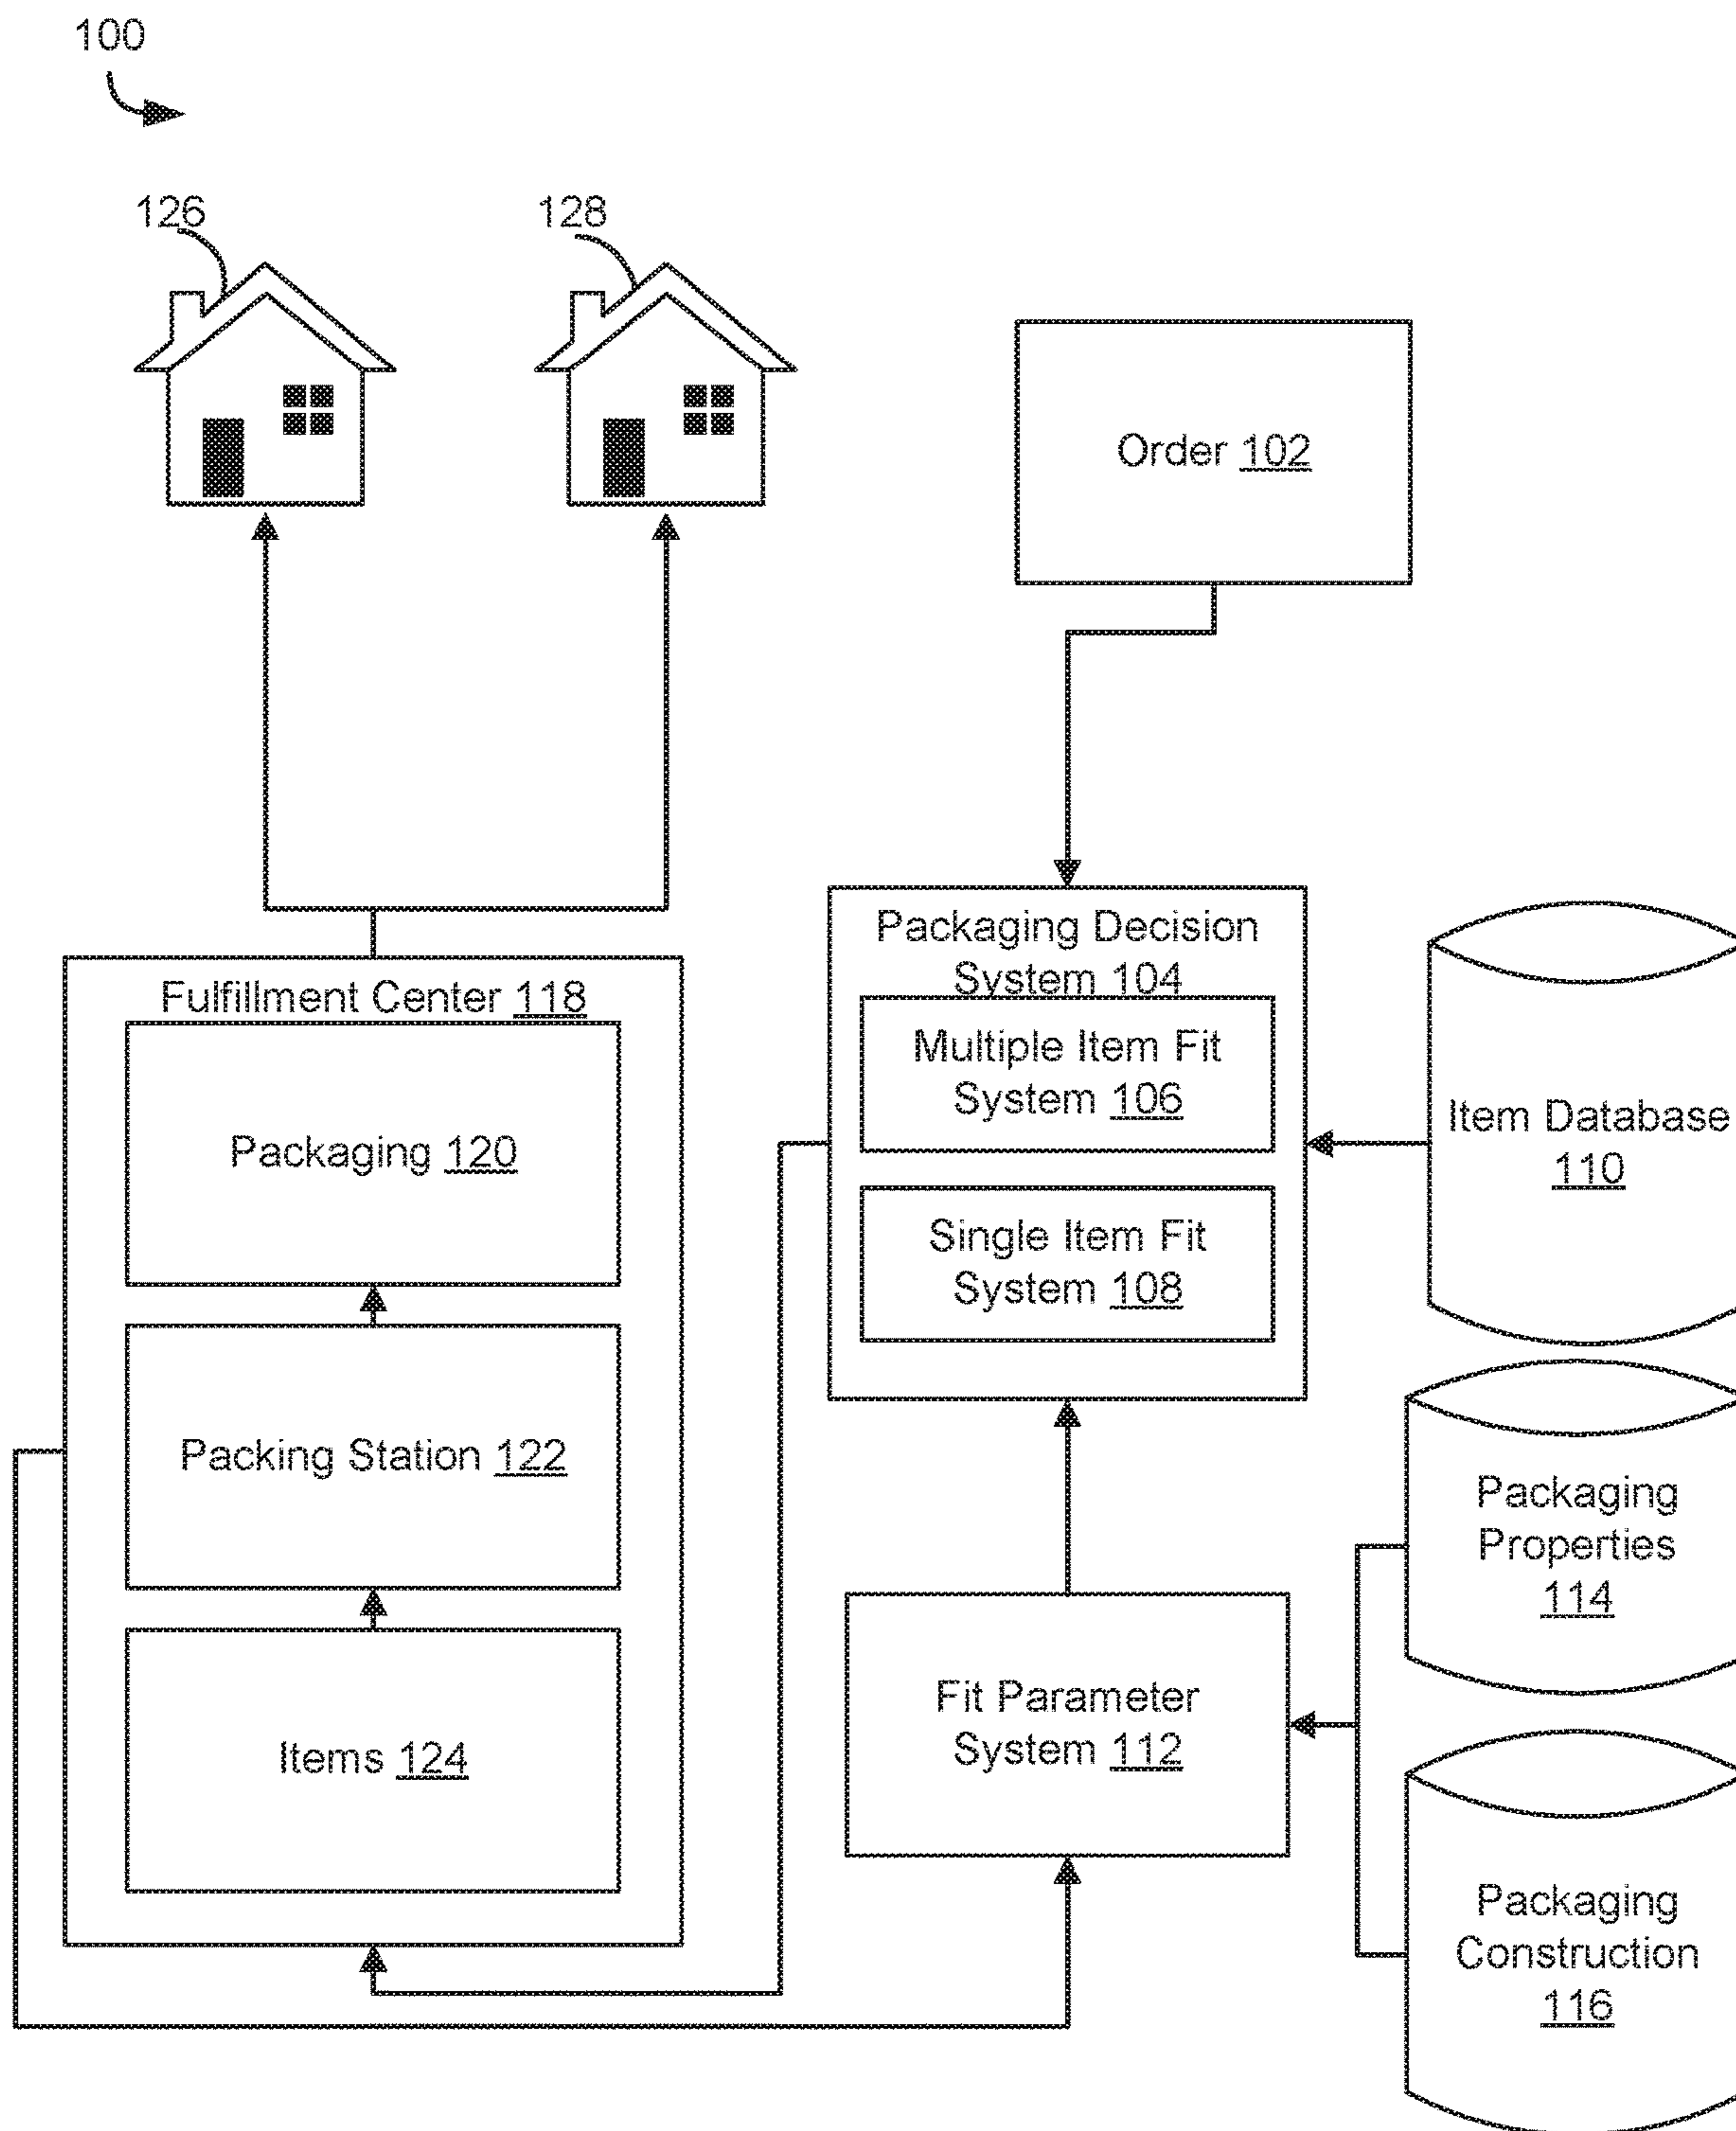 100
126
128
Order 102
Packaging Decision
System 104
Multiple Item Fit
System 106
Single Item Fit
System 108
Item Database
110
Fulfillment Center 118
Packaging 120
Packing Station 122
Items 124
Packaging
Properties
114
Fit Parameter
System 112
Packaging
Construction
116